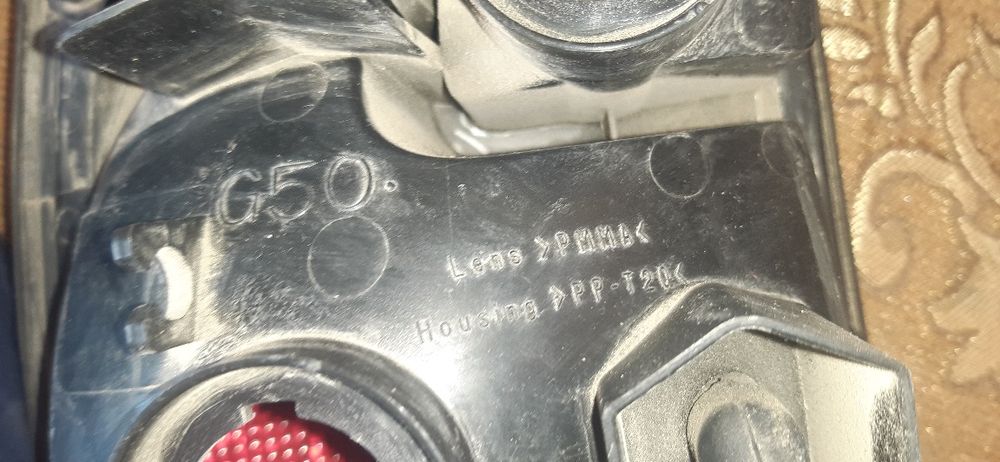 G50
Lens >PMMA<
Housing >PP-T20<